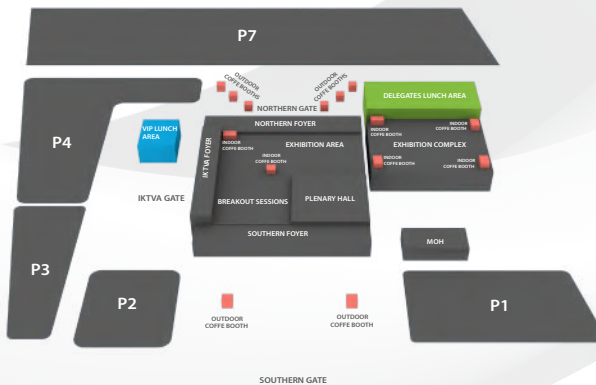 P7
OUTDOOR
COFFE BOOTHS
OUTDOOR
COFFE BOOTHS
NORTHERN GATE
DELEGATES LUNCH AREA
P4
VIP LUNCH
AREA
NORTHERN FOYER
INDOOR
COFFE BOOTH
EXHIBITION AREA
INDOOR
COFFE BOOTH
IKTVA FOYER
INDOOR
COFFE BOOTH
INDOOR
COFFE BOOTH
EXHIBITION COMPLEX
INDOOR
COFFE BOOTH
INDOOR
COFFE BOOTH
IKTVA GATE
BREAKOUT SESSIONS
PLENARY HALL
SOUTHERN FOYER
MOH
P3
P2
P1
OUTDOOR
COFFE BOOTH
OUTDOOR
COFFE BOOTH
SOUTHERN GATE